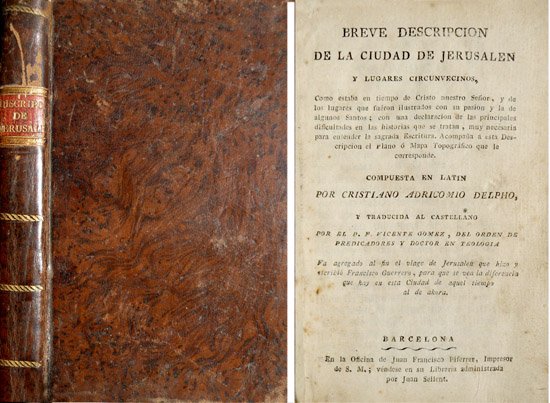 DISCRIP
DE
JERUSALE
BREVE DESCRIPCION
DE LA CIUDAD DE JERUSALEN
Y LUGARES CIRCUNVECINOS,
Como estaba en tiempo de Cristo nuestro Señor, y de
los lugares que fuéron ilustrados con su pasion y la de
algunos Santos; con una declaracion de las principales
dificultades en las historias que se tratan, muy necesaria
para entender la sagrada Escritura. Acompaña á esta Des-
cripcion el Plano ó Mapa Topográfico que le
corresponde.
COMPUESTA EN LATIN
POR CRISTIANO ADRICOMIO DELPHO,
Y TRADUCIDA AL CASTELLANO
POR EL P. F. VICENTE GOMEZ, DEL ORDEN DE
PREDICADORES Y DOCTOR EN TEOLOGIA
Va agregado al fin el viage de Jerusalen que hizo y
escribió Francisco Guerrero, para que se vea la diferencia
que hay en esta Ciudad de aquel tiempo
al de ahora.
BARCELONA
En la Oficina de Juan Francisco Piferrer, Impresor
de S. M.; véndese en su Librería administrada
por Juan Sellent.